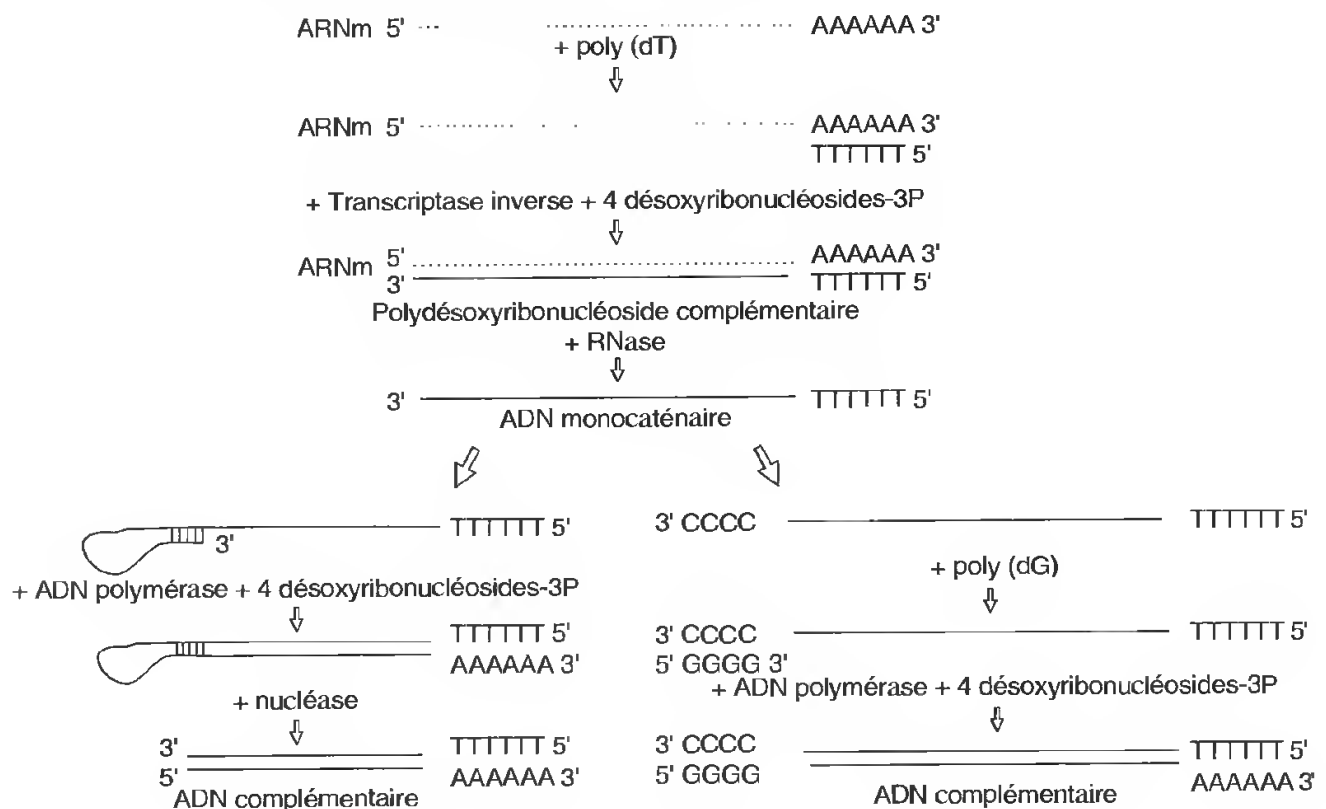 ARNm 5' AAAAAA 3'
+ poly (dT)
ARNm 5' AAAAAA 3'
TTTTTT 5'
+ Transcriptase inverse + 4 désoxyribonucléosides-3P
ARNm 5' AAAAAA 3'
3' TTTTTT 5'
Polydésoxyribonucléoside complémentaire
+ RNase
3' TTTTTT 5'
ADN monocaténaire
TTTTTT 5'
3'
+ ADN polymérase + 4 désoxyribonucléosides-3P
TTTTTT 5'
AAAAAA 3'
+ nucléase
3' TTTTTT 5'
5' AAAAAA 3'
ADN complémentaire
3' CCCC TTTTTT 5'
+ poly (dG)
3' CCCC TTTTTT 5'
5' GGGG 3'
+ ADN polymérase + 4 désoxyribonucléosides-3P
3' CCCC TTTTTT 5'
5' GGGG AAAAAA 3'
ADN complémentaire